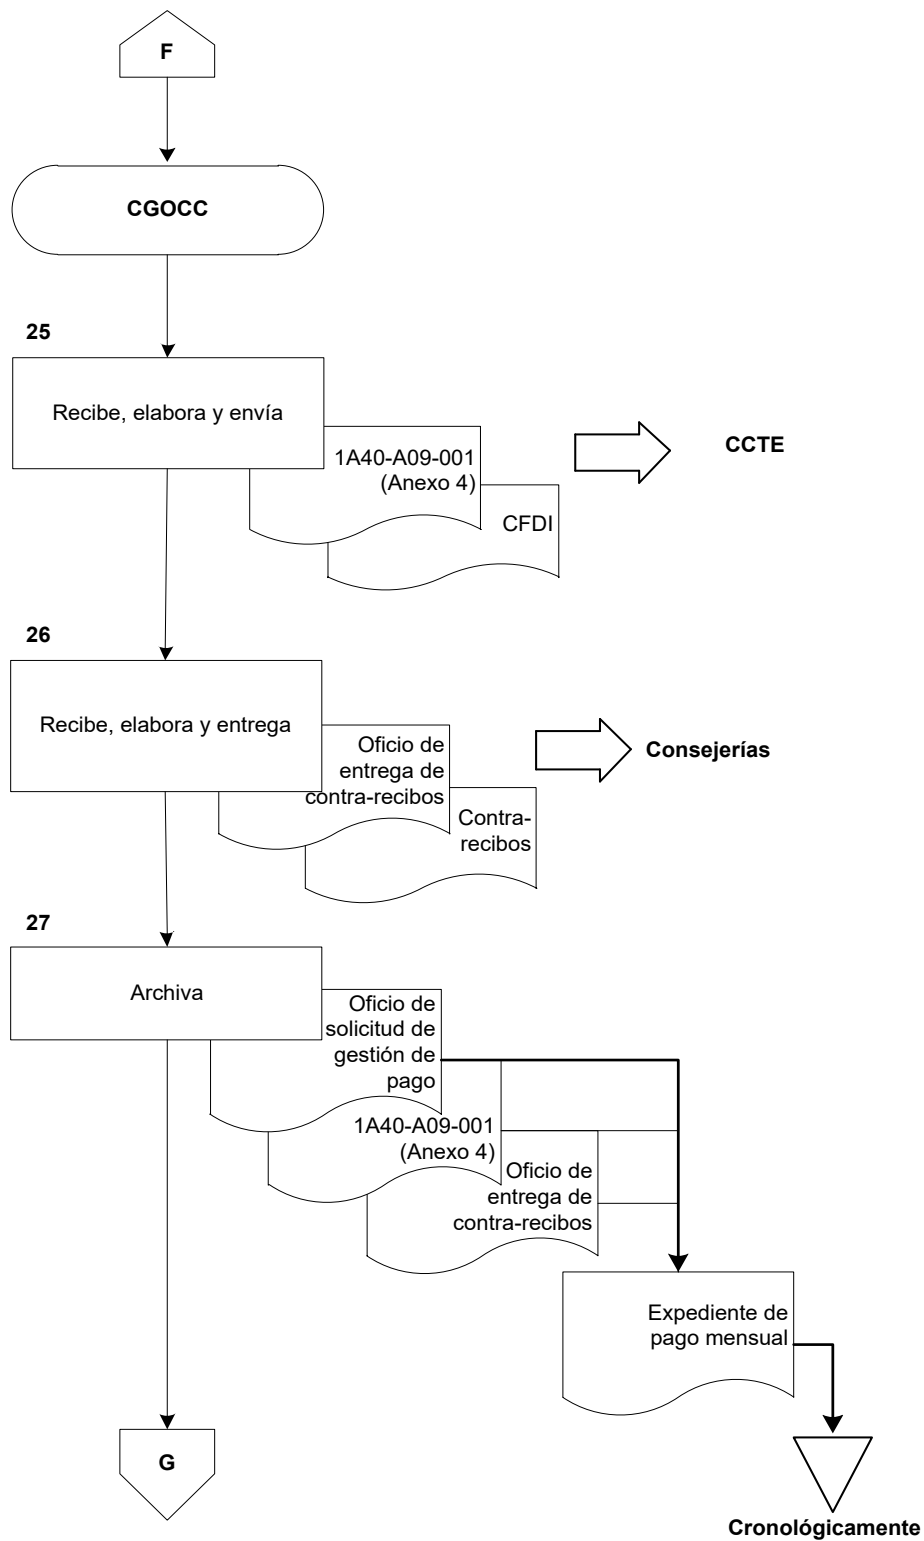 F
CGOCC
25
Recibe, elabora y envía
1A40-A09-001
(Anexo 4)
CFDI
CCTE
26
Recibe, elabora y entrega
Oficio de
entrega de
contra-recibos
Contra-
recibos
Consejerías
27
Archiva
Oficio de
solicitud de
gestión de
pago
1A40-A09-001
(Anexo 4)
Oficio de
entrega de
contra-recibos
Expediente de
pago mensual
G
Cronológicamente